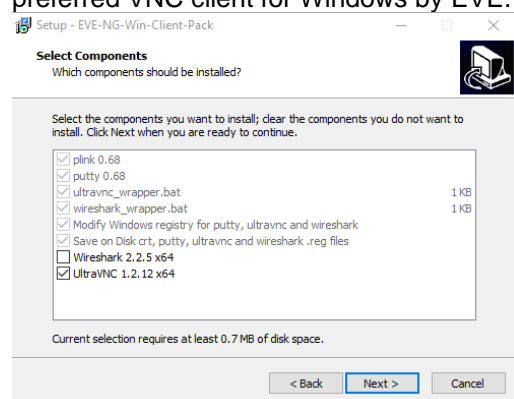 preferred VNC client for Windows by EVE.
Setup - EVE-NG-Win-Client-Pack
Select Components
Which components should be installed?
Select the components you want to install; clear the components you do not want to
install. Click Next when you are ready to continue.
plink 0.68
putty 0.68
ultravnc_wrapper.bat 1 KB
wireshark_wrapper.bat 1 KB
Modify Windows registry for putty, ultravnc and wireshark
Save on Disk crt, putty, ultravnc and wireshark .reg files
Wireshark 2.2.5 x64
UltraVNC 1.2.12 x64
Current selection requires at least 0.7 MB of disk space.
< Back Next > Cancel